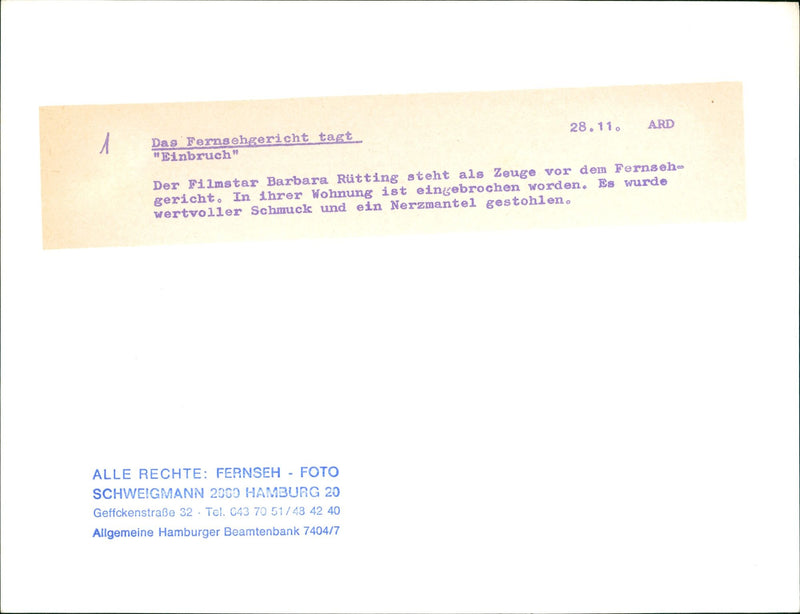 1
Das Fernsehgericht tagt 28.11. ARD
"Einbruch"
Der Filmstar Barbara Rütting steht als Zeuge vor dem Fernseh=
gericht. In ihrer Wohnung ist eingebrochen worden. Es wurde
wertvoller Schmuck und ein Nerzmantel gestohlen.
ALLE RECHTE: FERNSEH - FOTO
SCHWEIGMANN 2000 HAMBURG 20
Geffckenstraße 32 · Tel. 043 70 51 / 48 42 40
Allgemeine Hamburger Beamtenbank 7404/7